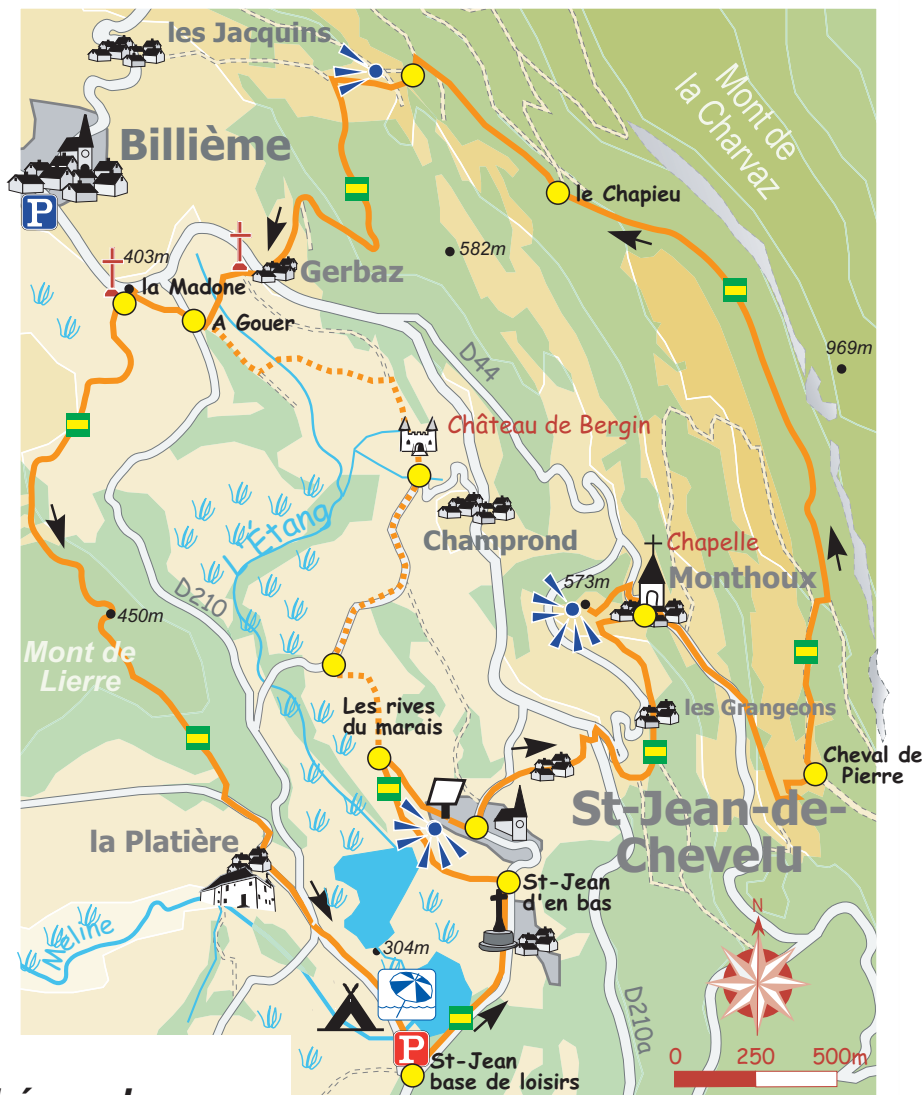 les Jacquins
Billième
P
Mont de
la Charvaz
le Chapieu
582m
403m
la Madone
Gerbaz
A Gouer
D44
969m
Château de Bergin
L'Étang
Champrond
Chapelle
573m
Monthoux
D210
450m
Mont de
Lierre
Les rives
du marais
les Grangeons
Cheval de
Pierre
St-Jean-de-
Chevelu
la Platière
St-Jean
d'en bas
Méline
304m
N
D210a
P
St-Jean
base de loisirs
0 250 500m